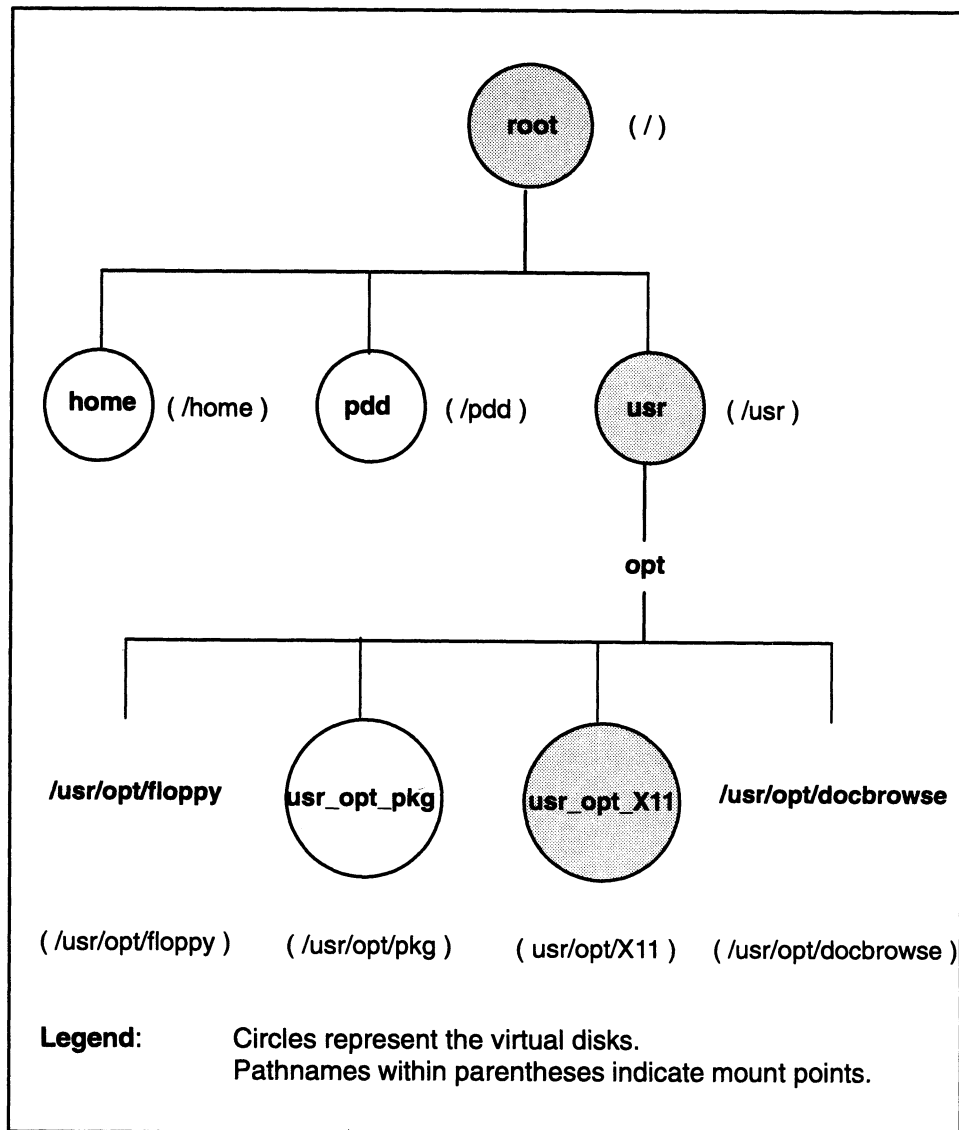 root ( / )
home ( /home ) pdd ( /pdd ) usr ( /usr )
opt
/usr/opt/floppy usr_opt_pkg usr_opt_X11 /usr/opt/docbrowse
( /usr/opt/floppy ) ( /usr/opt/pkg ) ( usr/opt/X11 ) ( /usr/opt/docbrowse )
Legend: Circles represent the virtual disks.
Pathnames within parentheses indicate mount points.